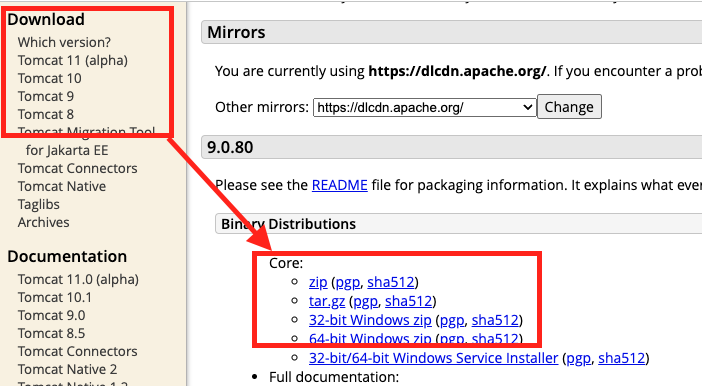 Download
Which version?
Tomcat 11 (alpha)
Tomcat 10
Tomcat 9
Tomcat 8
Tomcat Migration Tool
for Jakarta EE
Tomcat Connectors
Tomcat Native
Taglibs
Archives
Documentation
Tomcat 11.0 (alpha)
Tomcat 10.1
Tomcat 9.0
Tomcat 8.5
Tomcat Connectors
Tomcat Native 2
Tomcat Native 1.2
Mirrors
You are currently using https://dlcdn.apache.org/. If you encounter a prob
Other mirrors: https://dlcdn.apache.org/ Change
9.0.80
Please see the README file for packaging information. It explains what ever
Binary Distributions
Core:
zip (pgp, sha512)
tar.gz (pgp, sha512)
32-bit Windows zip (pgp, sha512)
64-bit Windows zip (pgp, sha512)
32-bit/64-bit Windows Service Installer (pgp, sha512)
Full documentation: